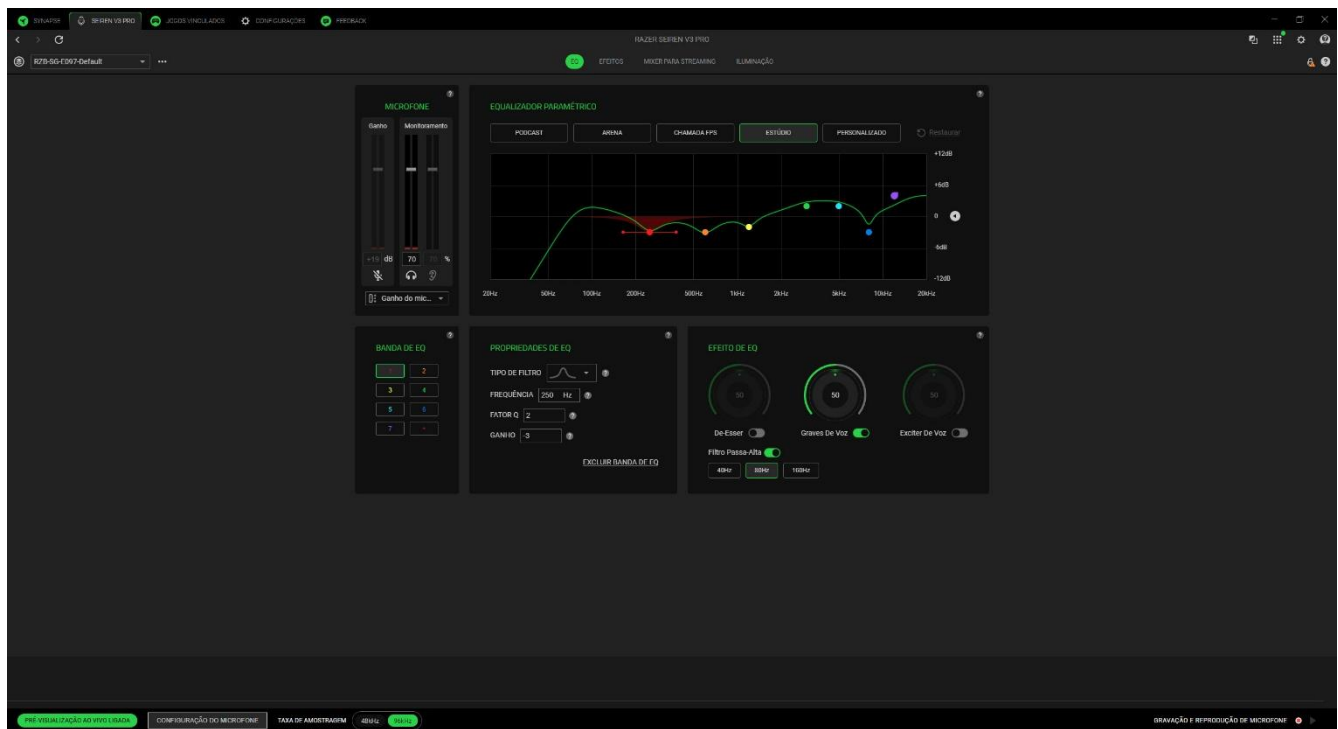 SYNAPSE SEIREN V3 PRO JOGOS VINCULADOS CONFIGURAÇÕES FEEDBACK
RAZER SEIREN V3 PRO
RZB-SG-E097-Default
EQ EFEITOS MIXER PARA STREAMING ILUMINAÇÃO
MICROFONE
Ganho Monitoramento
+19 dB 70 70 %
Ganho do mic...
EQUALIZADOR PARAMÉTRICO
PODCAST ARENA CHAMADA FPS ESTÚDIO PERSONALIZADO Restaurar
+12dB
+6dB
0
-6dB
-12dB
20Hz 50Hz 100Hz 200Hz 500Hz 1kHz 2kHz 5kHz 10kHz 20kHz
BANDA DE EQ
1 2
3 4
5 6
7 +
PROPRIEDADES DE EQ
TIPO DE FILTRO
FREQUÊNCIA 250 Hz
FATOR Q 2
GANHO -3
EXCLUIR BANDA DE EQ
EFEITO DE EQ
50 50 50
De-Esser Graves De Voz Exciter De Voz
Filtro Passa-Alta
40Hz 80Hz 160Hz
PRÉ-VISUALIZAÇÃO AO VIVO LIGADA CONFIGURAÇÃO DO MICROFONE TAXA DE AMOSTRAGEM 48kHz 96kHz GRAVAÇÃO E REPRODUÇÃO DE MICROFONE